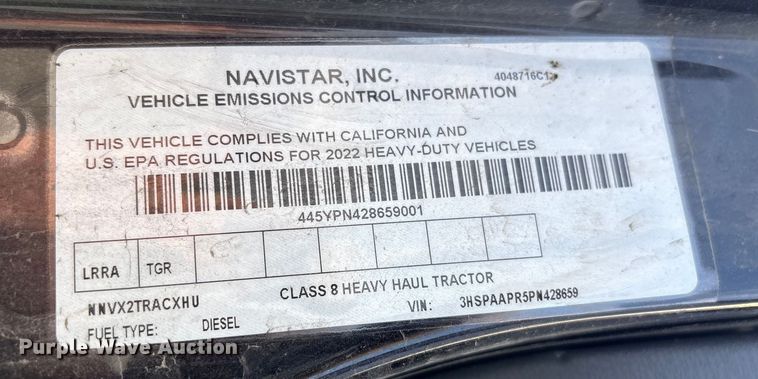 NAVISTAR, INC.
4048716C1
VEHICLE EMISSIONS CONTROL INFORMATION
THIS VEHICLE COMPLIES WITH CALIFORNIA AND
U.S. EPA REGULATIONS FOR 2022 HEAVY-DUTY VEHICLES
445YPN428659001
LRRA TGR
NNVX2TRACXHU CLASS 8 HEAVY HAUL TRACTOR
FUEL TYPE: DIESEL VIN: 3HSPAAPR5PN428659
Purple Wave Auction